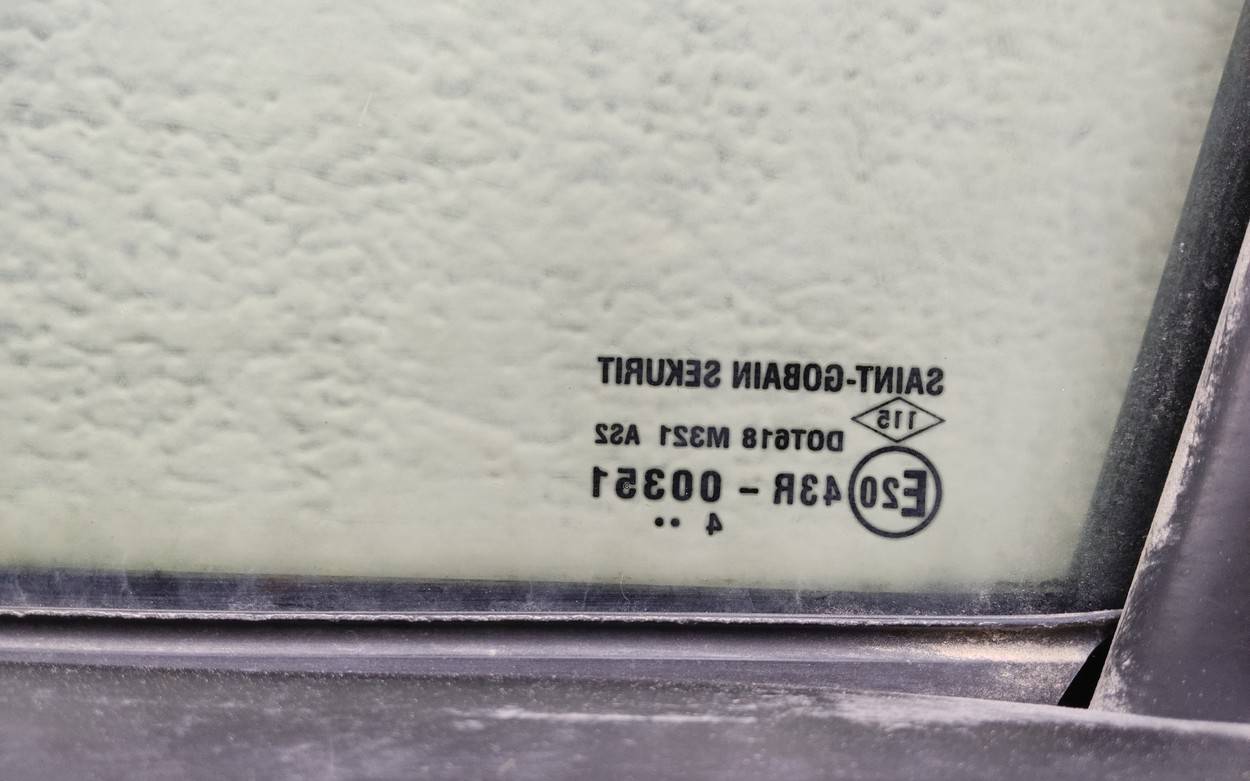 SAINT-GOBAIN SEKURIT
115
DOT618 M321 AS2
E20 43R - 00351
4 ••